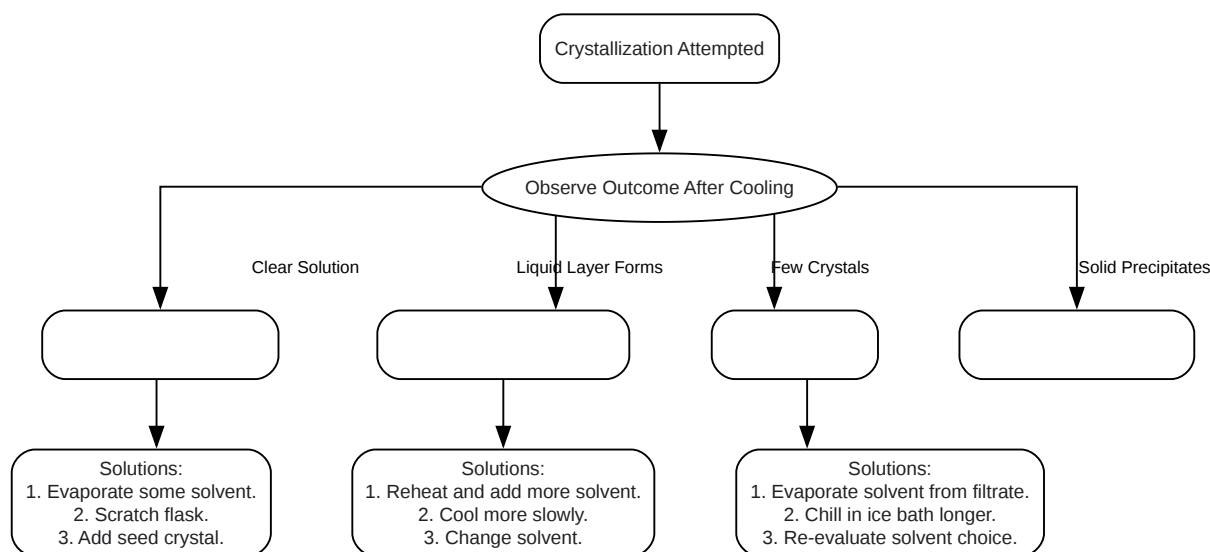 Crystallization Attempted
Observe Outcome After Cooling
Clear Solution
Liquid Layer Forms
Few Crystals
Solid Precipitates
Solutions:
1. Evaporate some solvent.
2. Scratch flask.
3. Add seed crystal.
Solutions:
1. Reheat and add more solvent.
2. Cool more slowly.
3. Change solvent.
Solutions:
1. Evaporate solvent from filtrate.
2. Chill in ice bath longer.
3. Re-evaluate solvent choice.